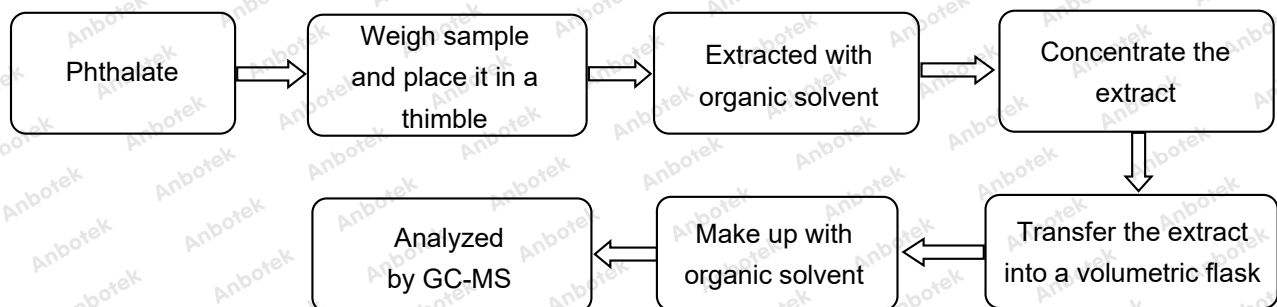 Phthalate
Weigh sample
and place it in a
thimble
Extracted with
organic solvent
Concentrate the
extract
Transfer the extract
into a volumetric flask
Make up with
organic solvent
Analyzed
by GC-MS
Anbotek